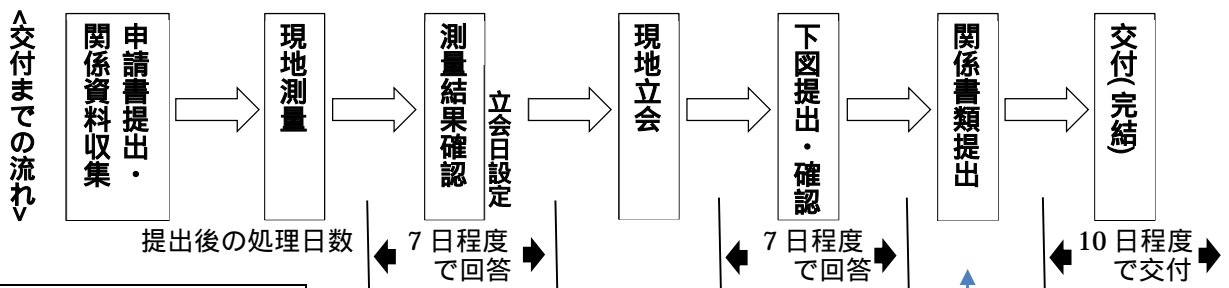 <交付までの流れ>
申請書提出・
関係資料収集
現地測量
測量結果確認
立会日設定
現地立会
下図提出・確認
関係書類提出
交付(完結)
提出後の処理日数
7日程度
で回答
7日程度
で回答
10日程度
で交付